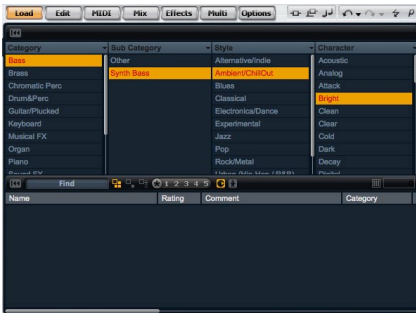 Load Edit MIDI Mix Effects Multi Options
Category Sub Category Style Character
Bass Other Alternative/Indie Acoustic
Brass Synth Bass Ambient/ChillOut Analog
Chromatic Perc Blues Attack
Drum&Perc Classical Bright
Guitar/Plucked Electronica/Dance Clean
Keyboard Experimental Clear
Musical FX Jazz Cold
Organ Pop Dark
Piano Rock/Metal Decay
Find 1 2 3 4 5
Name Rating Comment Category